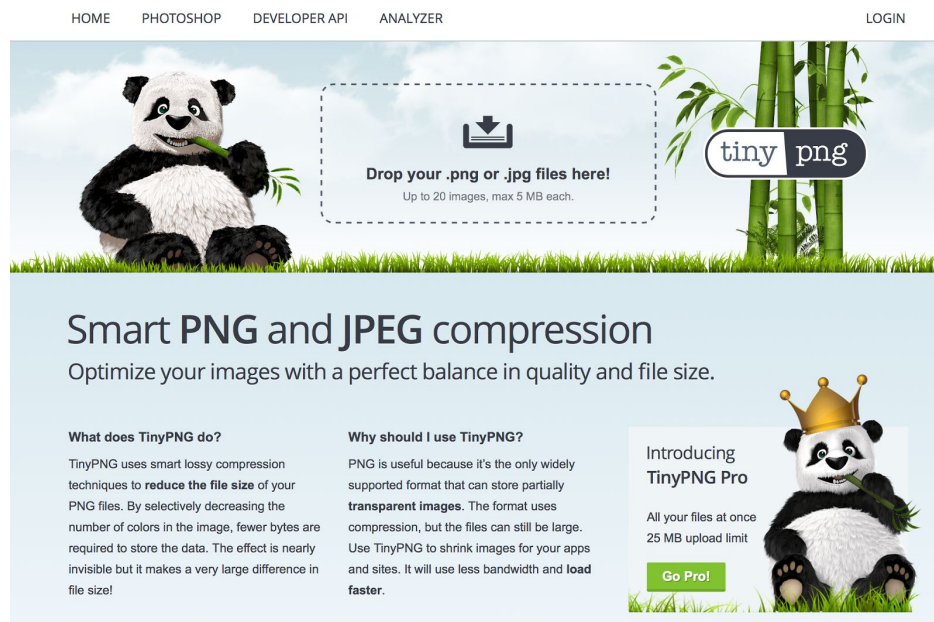 HOME PHOTOSHOP DEVELOPER API ANALYZER LOGIN
Drop your .png or .jpg files here!
Up to 20 images, max 5 MB each.
tiny png
Smart PNG and JPEG compression
Optimize your images with a perfect balance in quality and file size.
What does TinyPNG do?
TinyPNG uses smart lossy compression
techniques to reduce the file size of your
PNG files. By selectively decreasing the
number of colors in the image, fewer bytes are
required to store the data. The effect is nearly
invisible but it makes a very large difference in
file size!
Why should I use TinyPNG?
PNG is useful because it's the only widely
supported format that can store partially
transparent images. The format uses
compression, but the files can still be large.
Use TinyPNG to shrink images for your apps
and sites. It will use less bandwidth and load
faster.
Introducing
TinyPNG Pro
All your files at once
25 MB upload limit
Go Pro!